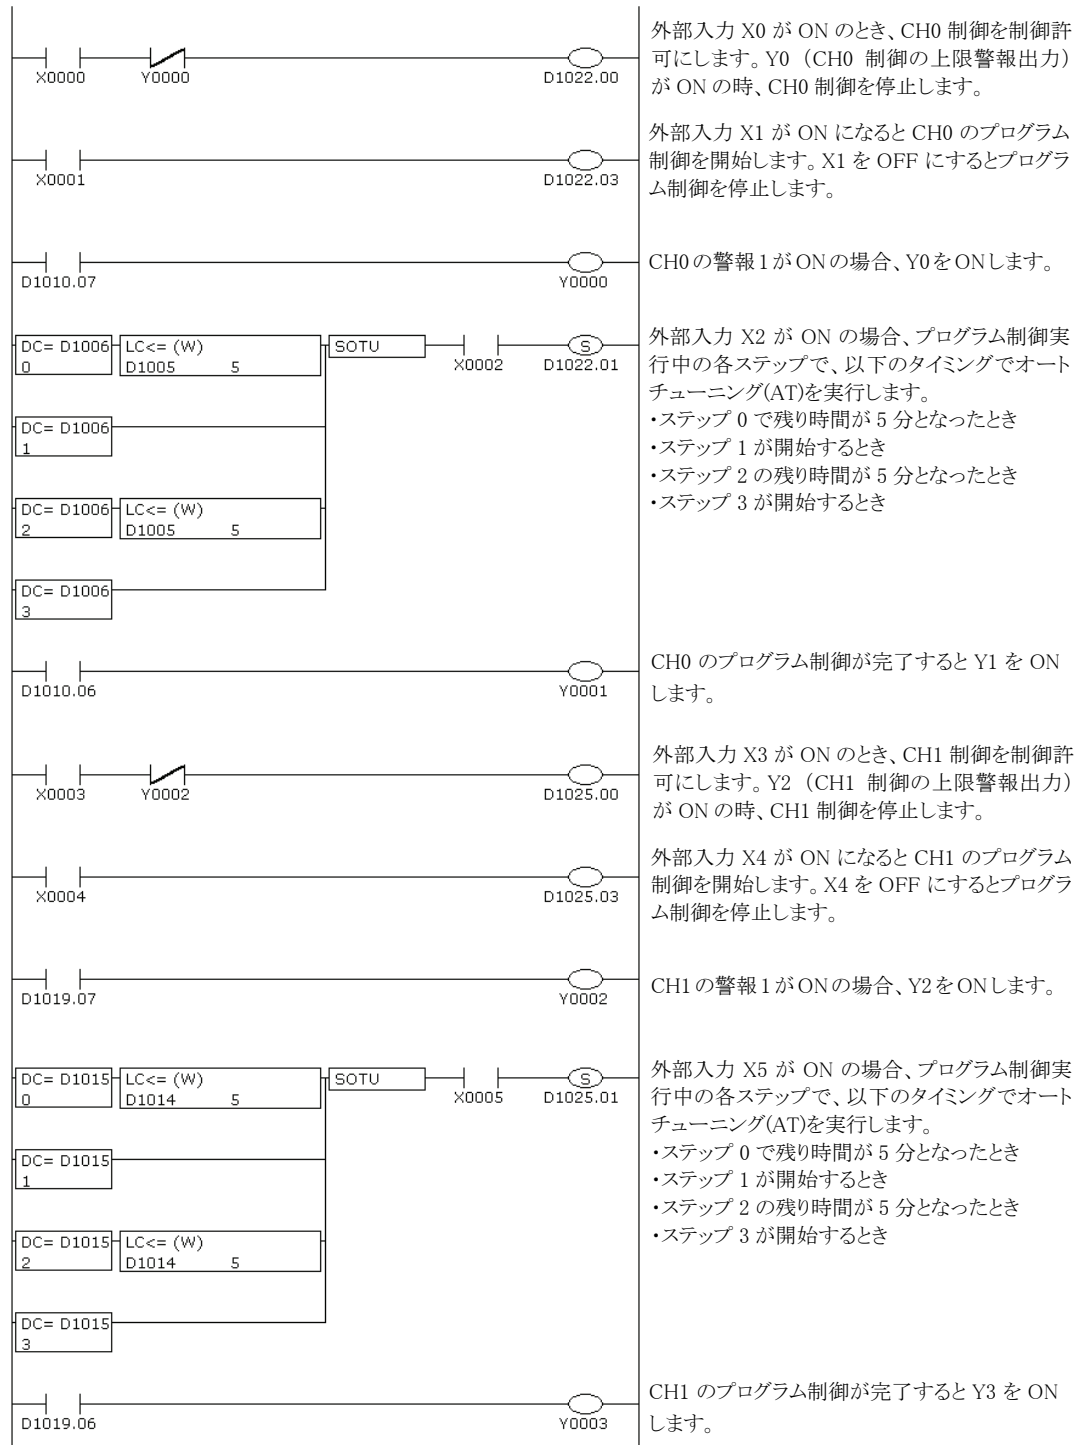 外部入力 X0 が ON のとき、CH0 制御を制御許
可にします。Y0 （CH0 制御の上限警報出力）
が ON の時、CH0 制御を停止します。
X0000 Y0000 D1022.00
外部入力 X1 が ON になると CH0 のプログラム
制御を開始します。X1 を OFF にするとプログラ
ム制御を停止します。
X0001 D1022.03
CH0の警報1がONの場合、Y0をONします。
D1010.07 Y0000
外部入力 X2 が ON の場合、プログラム制御実
行中の各ステップで、以下のタイミングでオート
チューニング(AT)を実行します。
・ステップ 0 で残り時間が 5 分となったとき
・ステップ 1 が開始するとき
・ステップ 2 の残り時間が 5 分となったとき
・ステップ 3 が開始するとき
DC= D1006 LC<= (W) SOTU S
0 D1005 5 X0002 D1022.01
DC= D1006
1
DC= D1006 LC<= (W)
2 D1005 5
DC= D1006
3
CH0 のプログラム制御が完了すると Y1 を ON
します。
D1010.06 Y0001
外部入力 X3 が ON のとき、CH1 制御を制御許
可にします。Y2 （CH1 制御の上限警報出力）
が ON の時、CH1 制御を停止します。
X0003 Y0002 D1025.00
外部入力 X4 が ON になると CH1 のプログラム
制御を開始します。X4 を OFF にするとプログラ
ム制御を停止します。
X0004 D1025.03
CH1の警報1がONの場合、Y2をONします。
D1019.07 Y0002
外部入力 X5 が ON の場合、プログラム制御実
行中の各ステップで、以下のタイミングでオート
チューニング(AT)を実行します。
・ステップ 0 で残り時間が 5 分となったとき
・ステップ 1 が開始するとき
・ステップ 2 の残り時間が 5 分となったとき
・ステップ 3 が開始するとき
DC= D1015 LC<= (W) SOTU S
0 D1014 5 X0005 D1025.01
DC= D1015
1
DC= D1015 LC<= (W)
2 D1014 5
DC= D1015
3
CH1 のプログラム制御が完了すると Y3 を ON
します。
D1019.06 Y0003